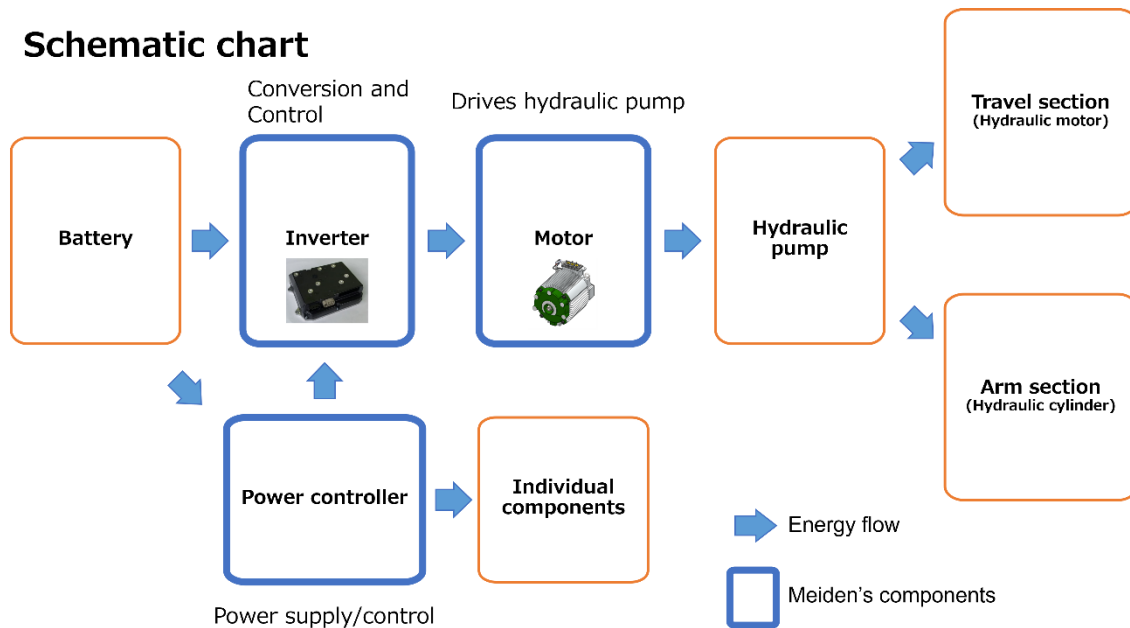 Schematic chart
Conversion and
Control
Drives hydraulic pump
Travel section
(Hydraulic motor)
Battery
Inverter
Motor
Hydraulic
pump
Arm section
(Hydraulic cylinder)
Power controller
Individual
components
Energy flow
Meiden's components
Power supply/control